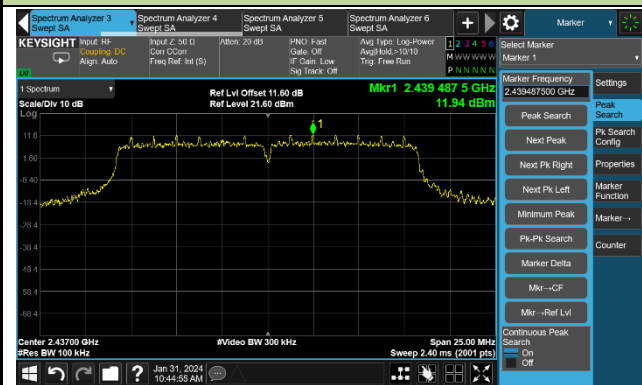 Spectrum Analyzer 3
Swept SA
Spectrum Analyzer 4
Swept SA
Spectrum Analyzer 5
Swept SA
Spectrum Analyzer 6
Swept SA
+
Marker
KEYSIGHT
Input: RF
Coupling: DC
Align: Auto
Input Z: 50 Ω
Corr CCorr
Freq Ref: Int (S)
Atten: 20 dB
PNO: Fast
Gate: Off
IF Gain: Low
Sig Track: Off
Avg Type: Log-Power
Avg|Hold:>10/10
Trig: Free Run
1 2 3 4 5 6
M W W W W W
P N N N N N
Select Marker
Marker 1
LXI
1 Spectrum
Scale/Div 10 dB
Log
Ref Lvl Offset 11.60 dB
Ref Level 21.60 dBm
Mkr1 2.439 487 5 GHz
11.94 dBm
Marker Frequency
2.439487500 GHz
Settings
Peak Search
Peak
Search
Next Peak
Pk Search
Config
Next Pk Right
Properties
Next Pk Left
Marker
Function
Minimum Peak
Marker→
Pk-Pk Search
Counter
Marker Delta
Mkr→CF
Mkr→Ref Lvl
Continuous Peak
Search
On
Off
1
11.6
1.60
-8.40
-18.4
-28.4
-38.4
-48.4
-58.4
-68.4
Center 2.43700 GHz
#Res BW 100 kHz
#Video BW 300 kHz
Span 25.00 MHz
Sweep 2.40 ms (2001 pts)
?
Jan 31, 2024
10:44:55 AM